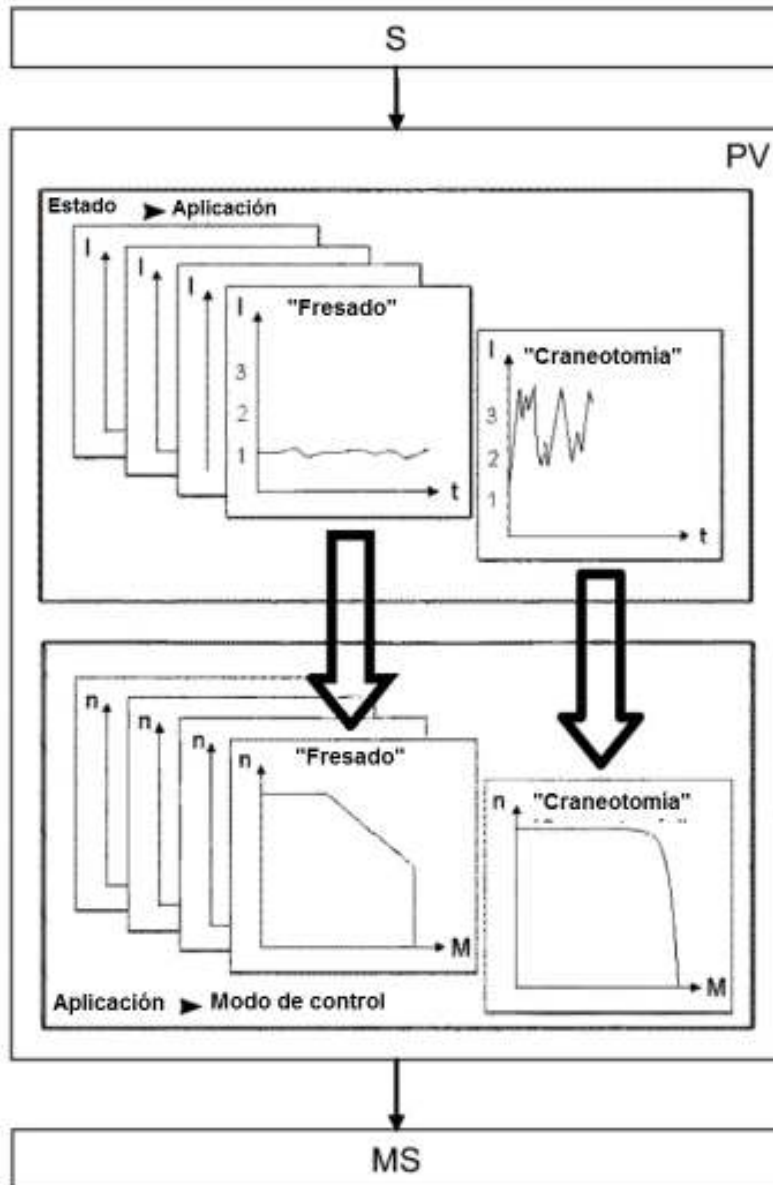 S
PV
Estado ➤ Aplicación
I
I
I
I
"Fresado"
3
2
1
t
I
"Craneotomia"
3
2
1
t
n
n
n
n
"Fresado"
M
n
"Craneotomia"
M
Aplicación ➤ Modo de control
MS